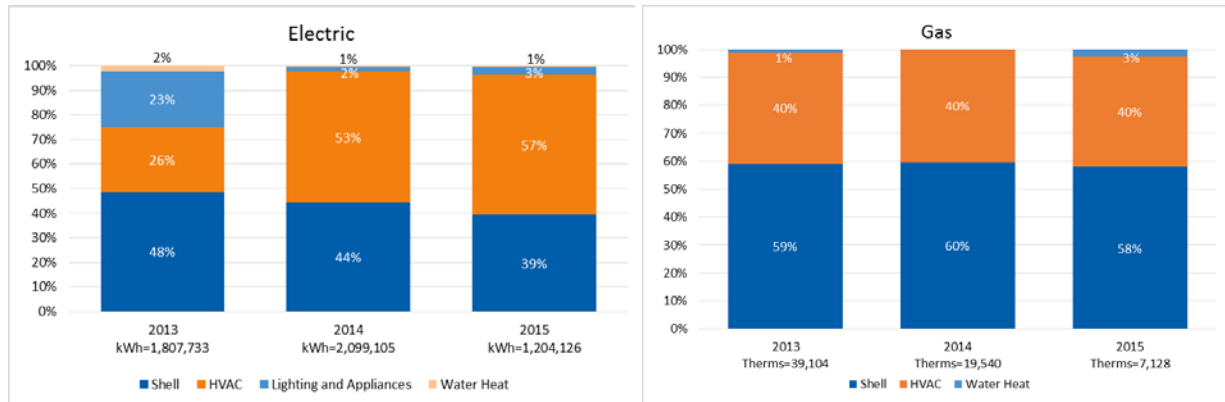 Electric
2% 1% 1%
100%
90%
80%
70%
60%
50%
40%
30%
20%
10%
0%
23% 2% 3%
26% 53% 57%
48% 44% 39%
2013 2014 2015
kWh=1,807,733 kWh=2,099,105 kWh=1,204,126
Shell HVAC Lighting and Appliances Water Heat
Gas
100%
90%
80%
70%
60%
50%
40%
30%
20%
10%
0%
1% 3%
40% 40% 40%
59% 60% 58%
2013 2014 2015
Therms=39,104 Therms=19,540 Therms=7,128
Shell HVAC Water Heat